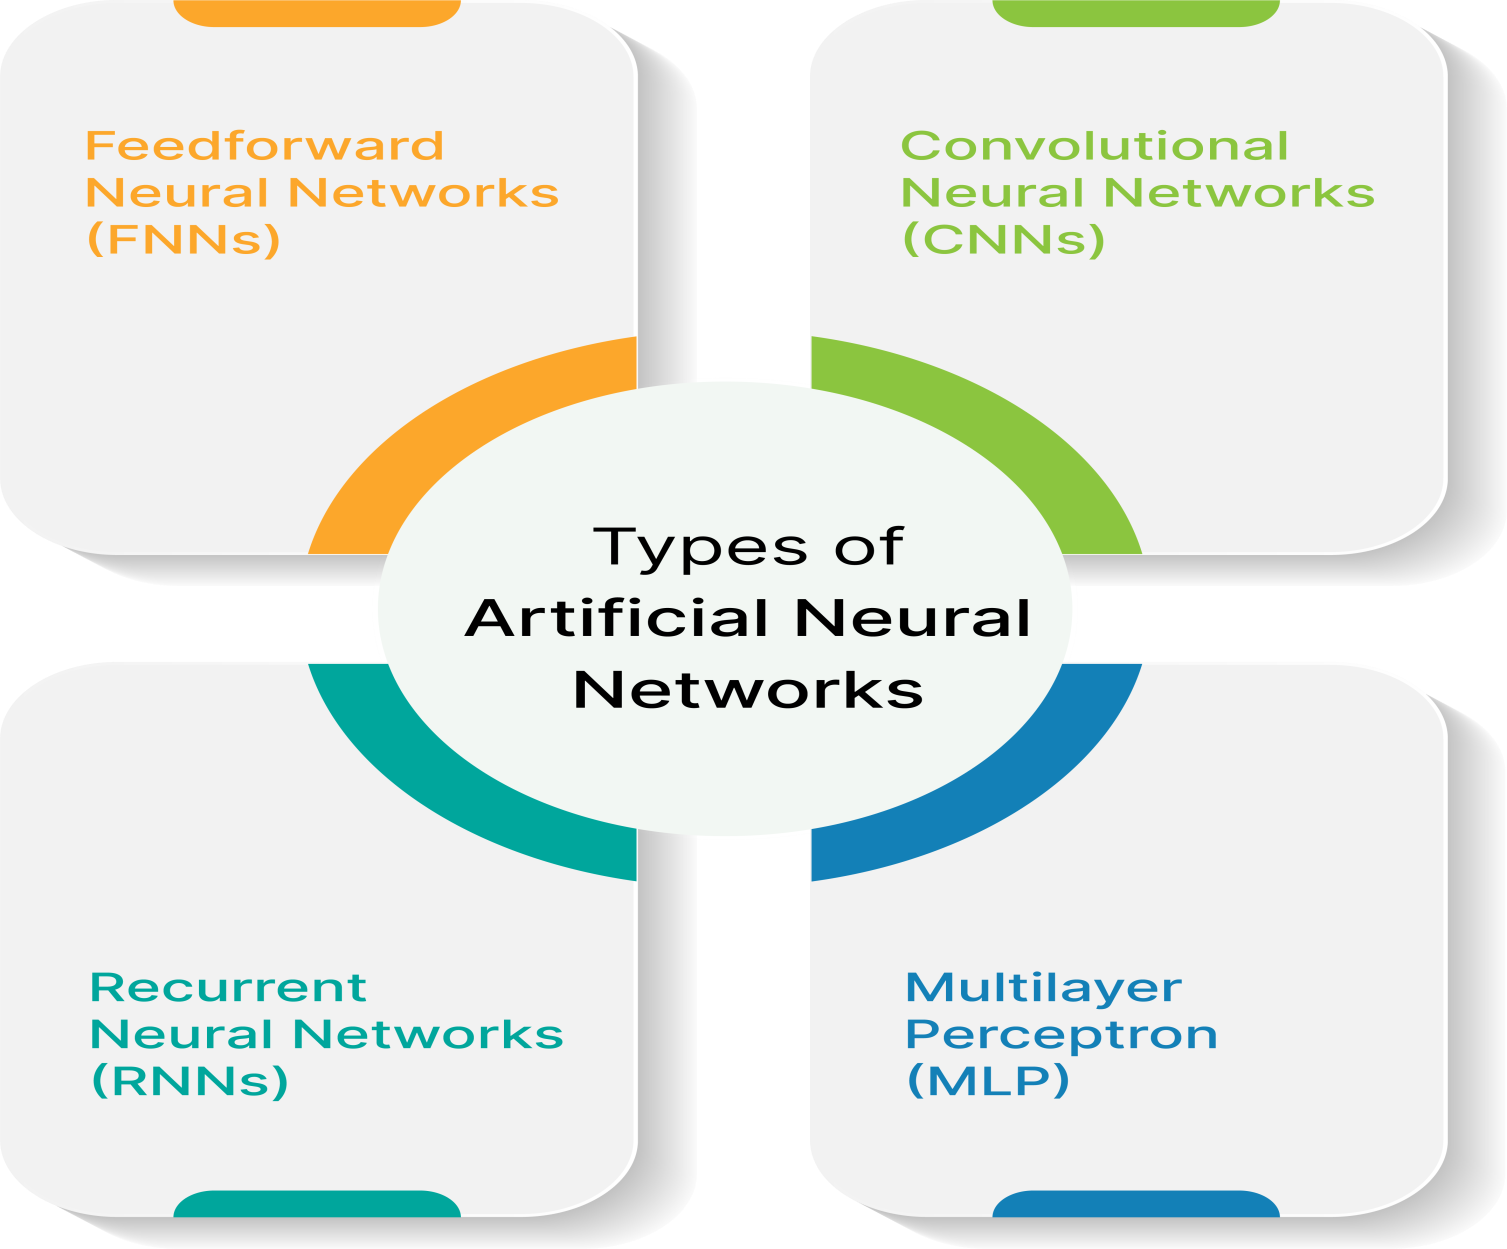 Feedforward
Neural Networks
(FNNs)
Convolutional
Neural Networks
(CNNs)
Types of
Artificial Neural
Networks
Recurrent
Neural Networks
(RNNs)
Multilayer
Perceptron
(MLP)